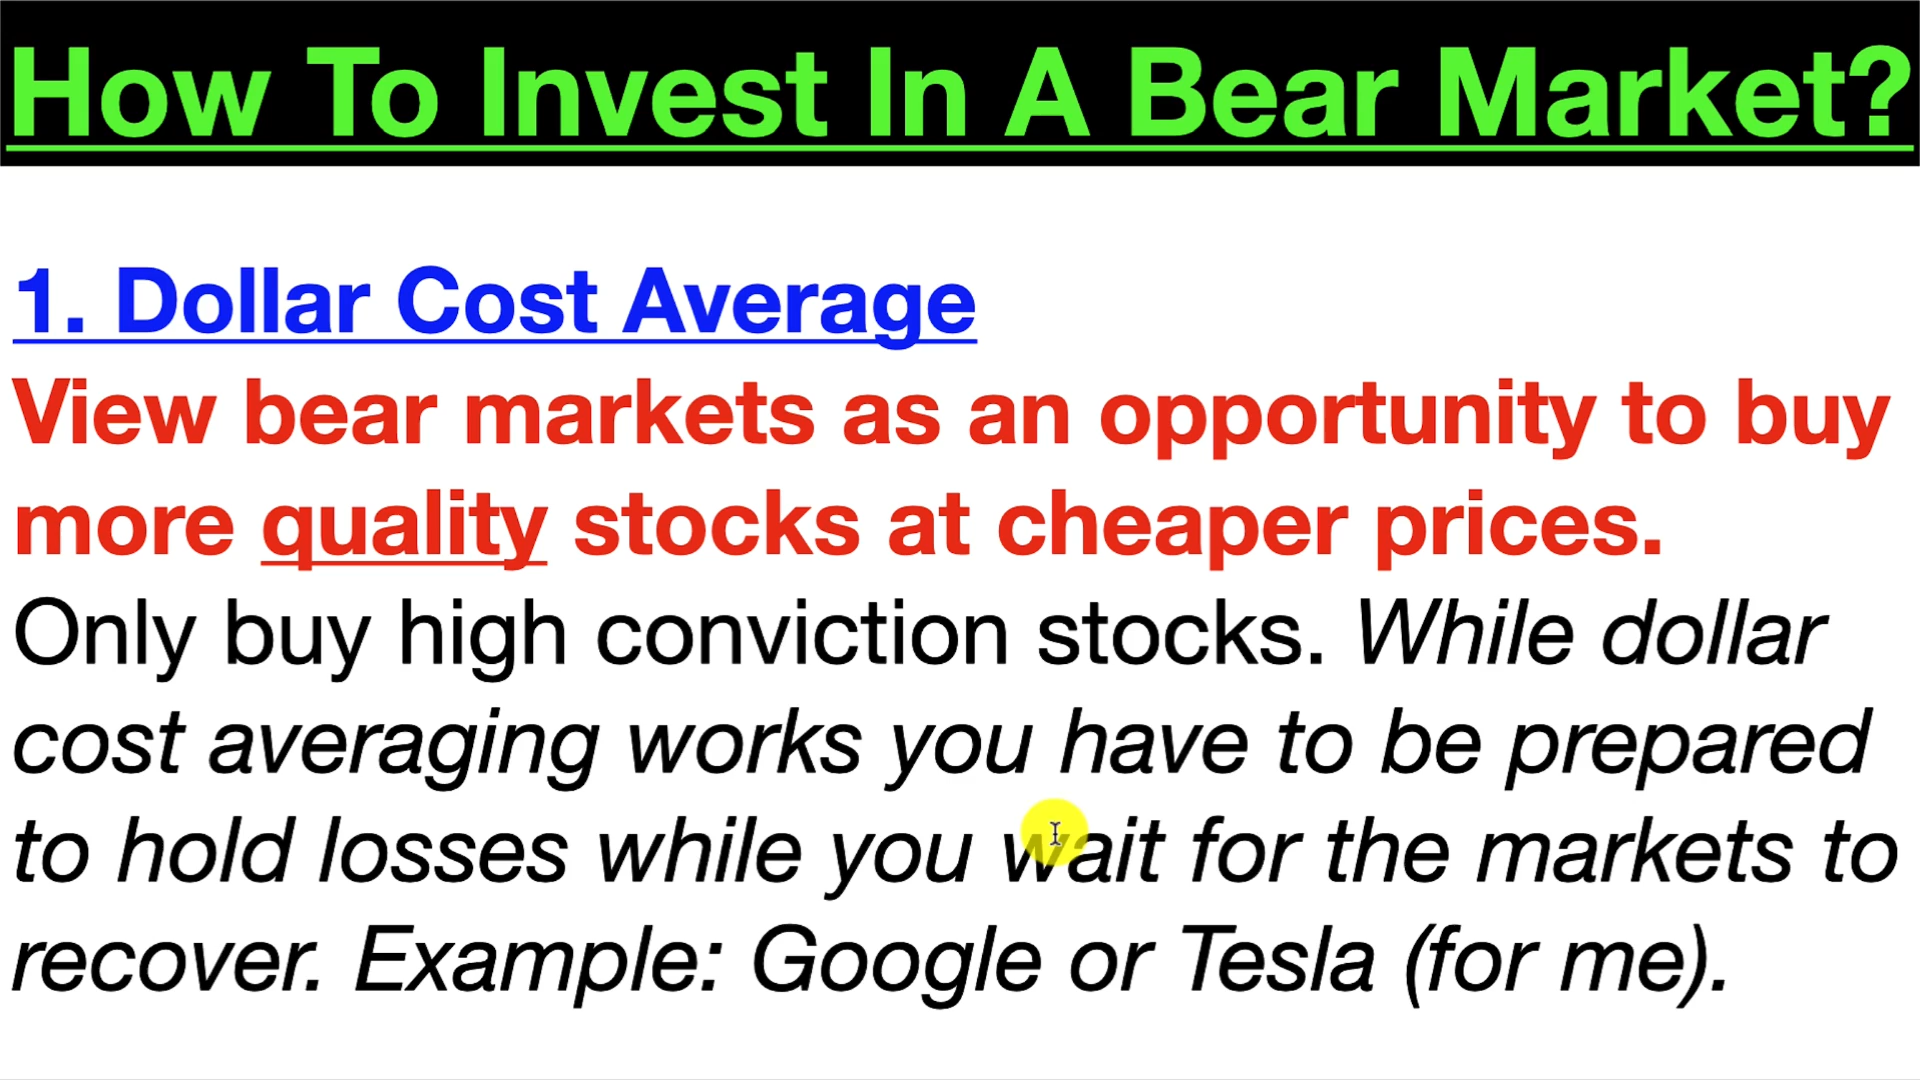 How To Invest In A Bear Market?
1. Dollar Cost Average
View bear markets as an opportunity to buy
more quality stocks at cheaper prices.
Only buy high conviction stocks. While dollar
cost averaging works you have to be prepared
to hold losses while you wait for the markets to
recover. Example: Google or Tesla (for me).